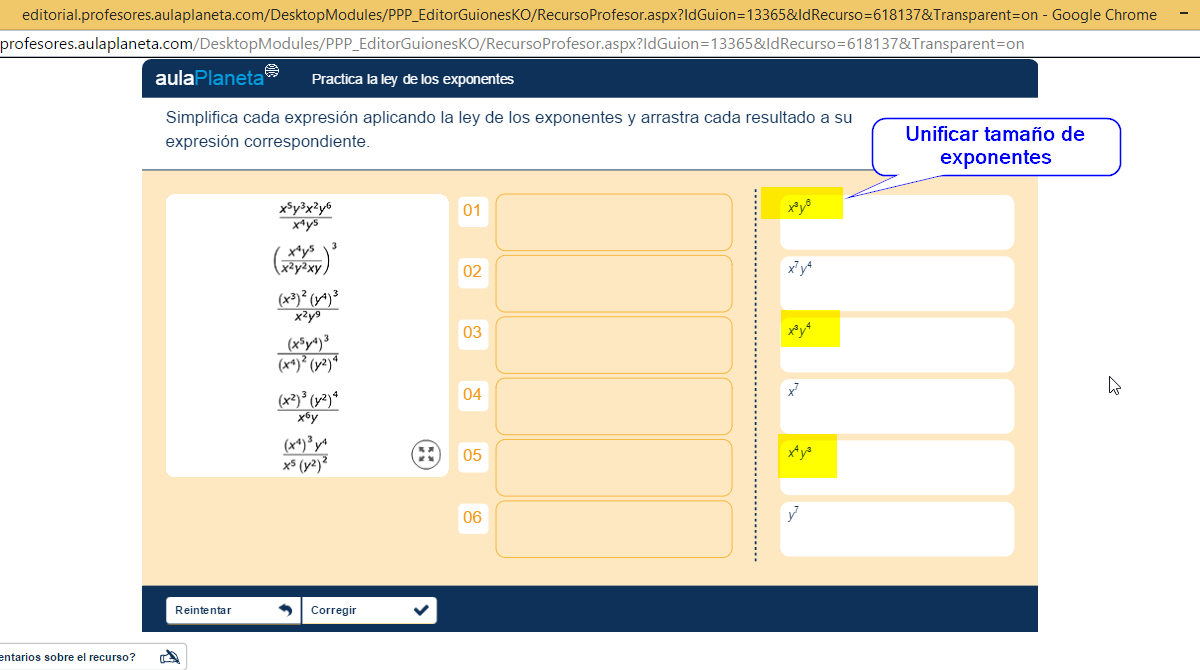 editorial.profesores.aulaplaneta.com/DesktopModules/PPP_EditorGuionesKO/RecursoProfesor.aspx?IdGuion=13365&IdRecurso=618137&Transparent=on - Google Chrome
profesores.aulaplaneta.com/DesktopModules/PPP_EditorGuionesKO/RecursoProfesor.aspx?IdGuion=13365&IdRecurso=618137&Transparent=on
aulaPlaneta Practica la ley de los exponentes
Simplifica cada expresión aplicando la ley de los exponentes y arrastra cada resultado a su
expresión correspondiente.
Unificar tamaño de
exponentes
x⁵y³x²y⁶
x⁴y⁵
(x⁴y⁵
x²y²xy)³
(x³)²(y⁴)³
x²y⁹
(x⁵y⁴)³
(x⁴)²(y²)⁴
(x²)³(y²)⁴
x⁶y
(x⁴)³y⁴
x⁵(y²)²
01
02
03
04
05
06
x³y⁶
x⁷y⁴
x³y⁴
x⁷
x⁴y³
y⁷
Reintentar
Corregir
entarios sobre el recurso?